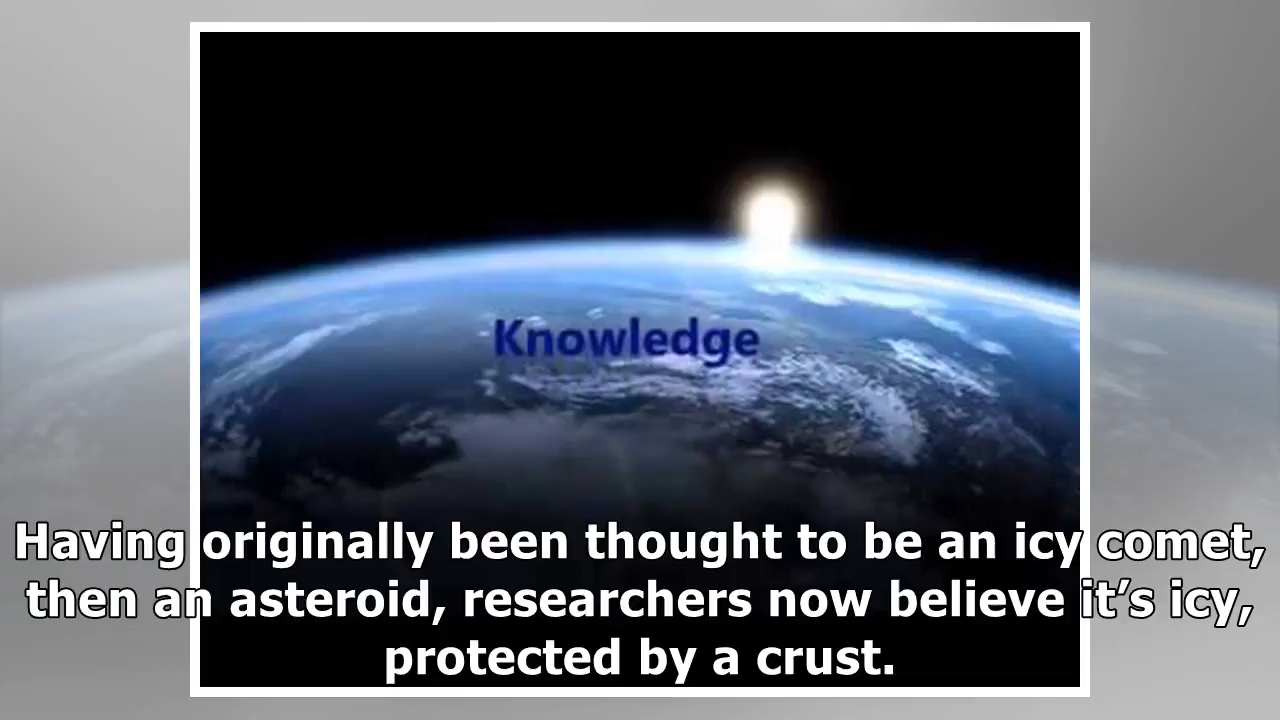 Knowledge
Having originally been thought to be an icy comet,
then an asteroid, researchers now believe it’s icy,
protected by a crust.